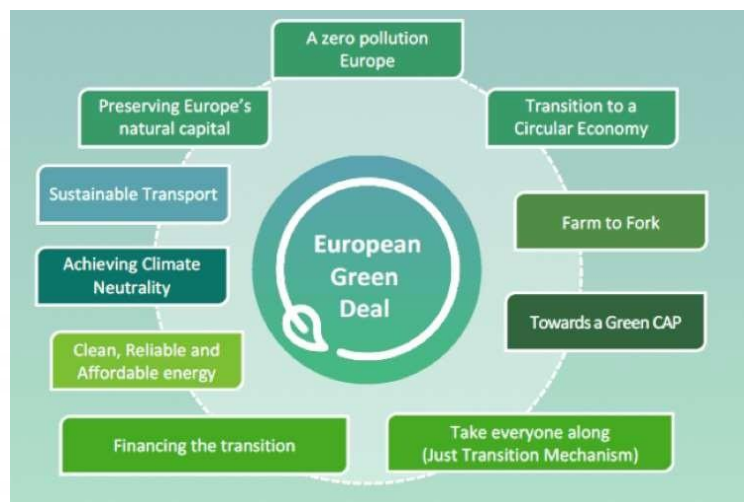 A zero pollution
Europe
Preserving Europe's
natural capital
Transition to a
Circular Economy
Sustainable Transport
Farm to Fork
European
Green
Deal
Achieving Climate
Neutrality
Towards a Green CAP
Clean, Reliable and
Affordable energy
Financing the transition
Take everyone along
(Just Transition Mechanism)